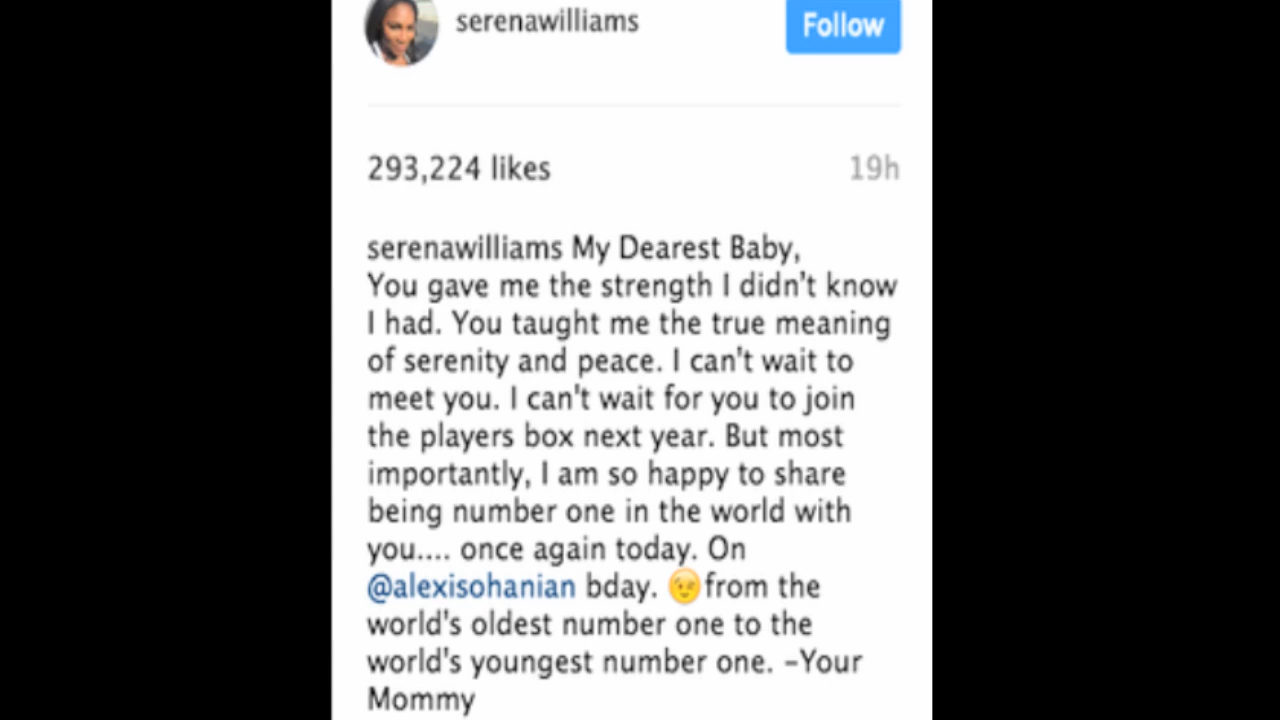 serenawilliams
Follow
293,224 likes
19h
serenawilliams My Dearest Baby,
You gave me the strength I didn't know
I had. You taught me the true meaning
of serenity and peace. I can't wait to
meet you. I can't wait for you to join
the players box next year. But most
importantly, I am so happy to share
being number one in the world with
you.... once again today. On
@alexisohanian bday. 😉from the
world's oldest number one to the
world's youngest number one. -Your
Mommy